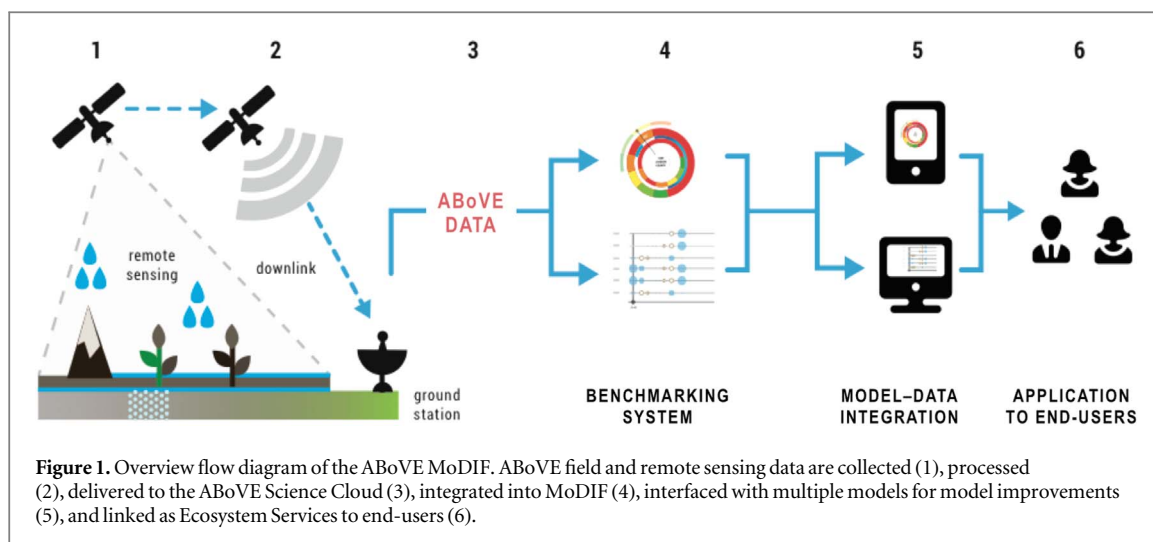 1 2 3 4 5 6
remote
sensing
downlink
ground
station
ABoVE
DATA
BENCHMARKING
SYSTEM
MODEL–DATA
INTEGRATION
APPLICATION
TO END-USERS
Figure 1. Overview flow diagram of the ABoVE MoDIF. ABoVE field and remote sensing data are collected (1), processed
(2), delivered to the ABoVE Science Cloud (3), integrated into MoDIF (4), interfaced with multiple models for model improvements
(5), and linked as Ecosystem Services to end-users (6).